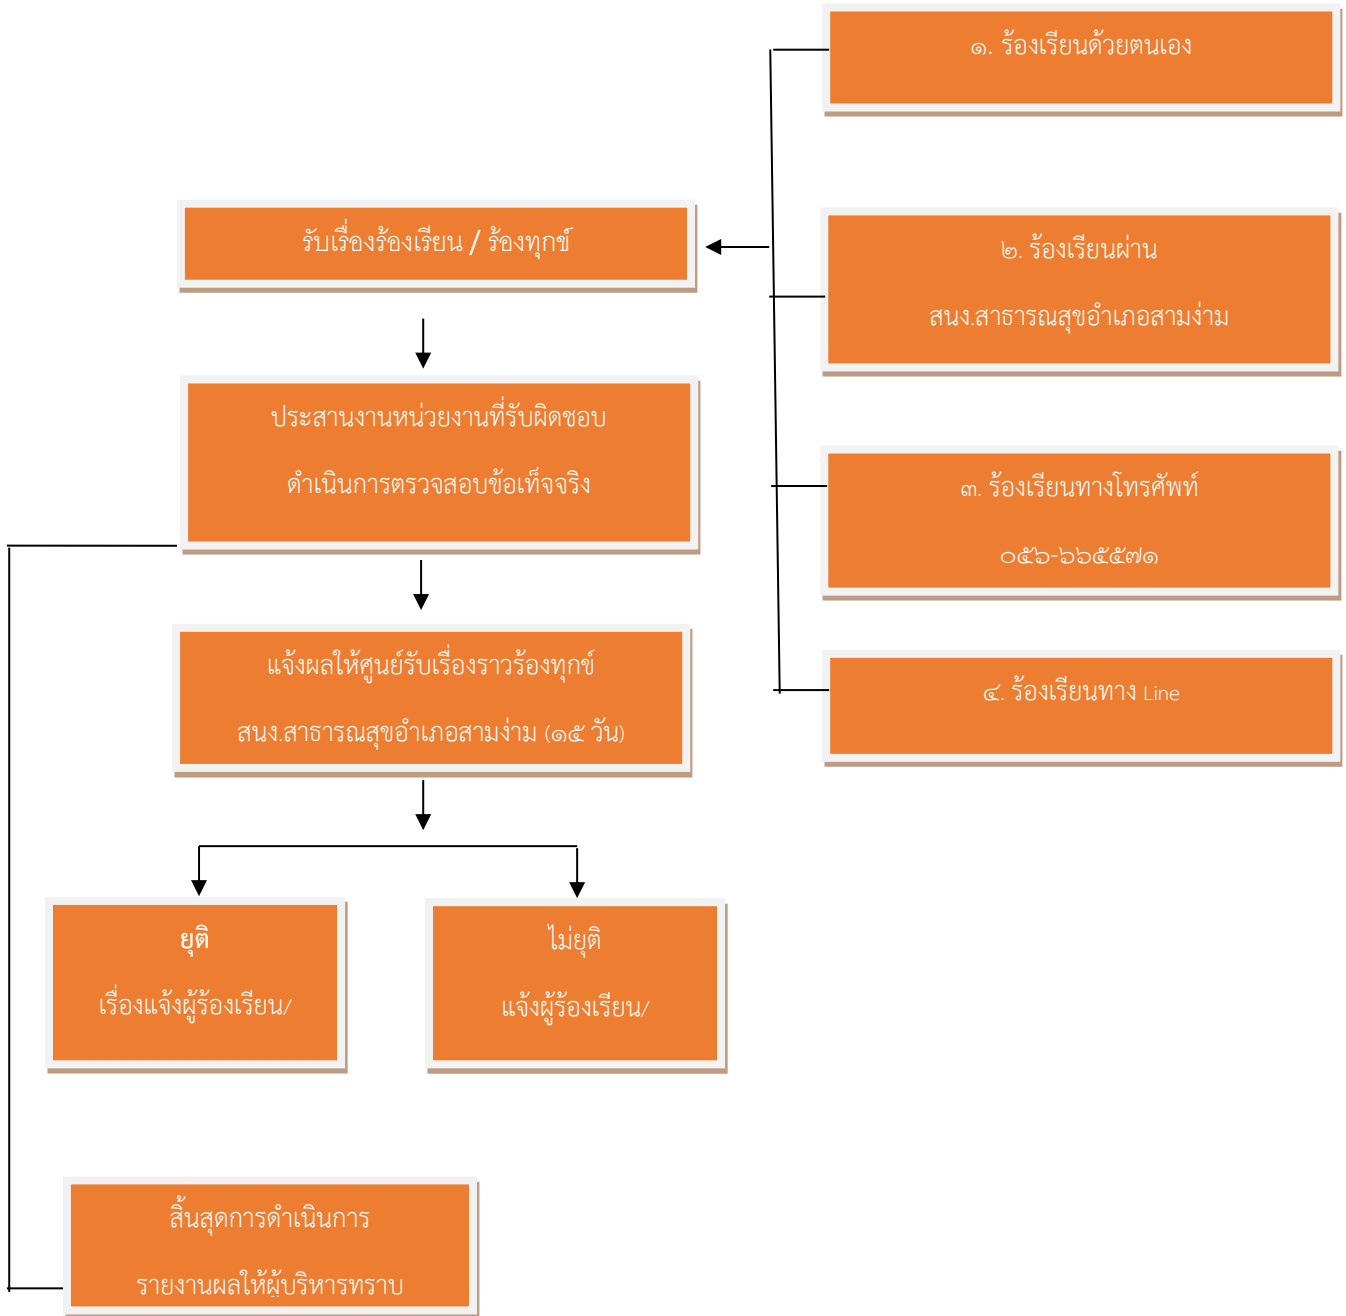 ๑. ร้องเรียนด้วยตนเอง
รับเรื่องร้องเรียน / ร้องทุกข์
๒. ร้องเรียนผ่าน
สนง.สาธารณสุขอำเภอสามง่าม
ประสานงานหน่วยงานที่รับผิดชอบ
ดำเนินการตรวจสอบข้อเท็จจริง
๓. ร้องเรียนทางโทรศัพท์
๐๕๖-๖๖๕๕๗๑
แจ้งผลให้ศูนย์รับเรื่องราวร้องทุกข์
สนง.สาธารณสุขอำเภอสามง่าม (๑๕ วัน)
๔. ร้องเรียนทาง Line
ยุติ
เรื่องแจ้งผู้ร้องเรียน/
ไม่ยุติ
แจ้งผู้ร้องเรียน/
สิ้นสุดการดำเนินการ
รายงานผลให้ผู้บริหารทราบ